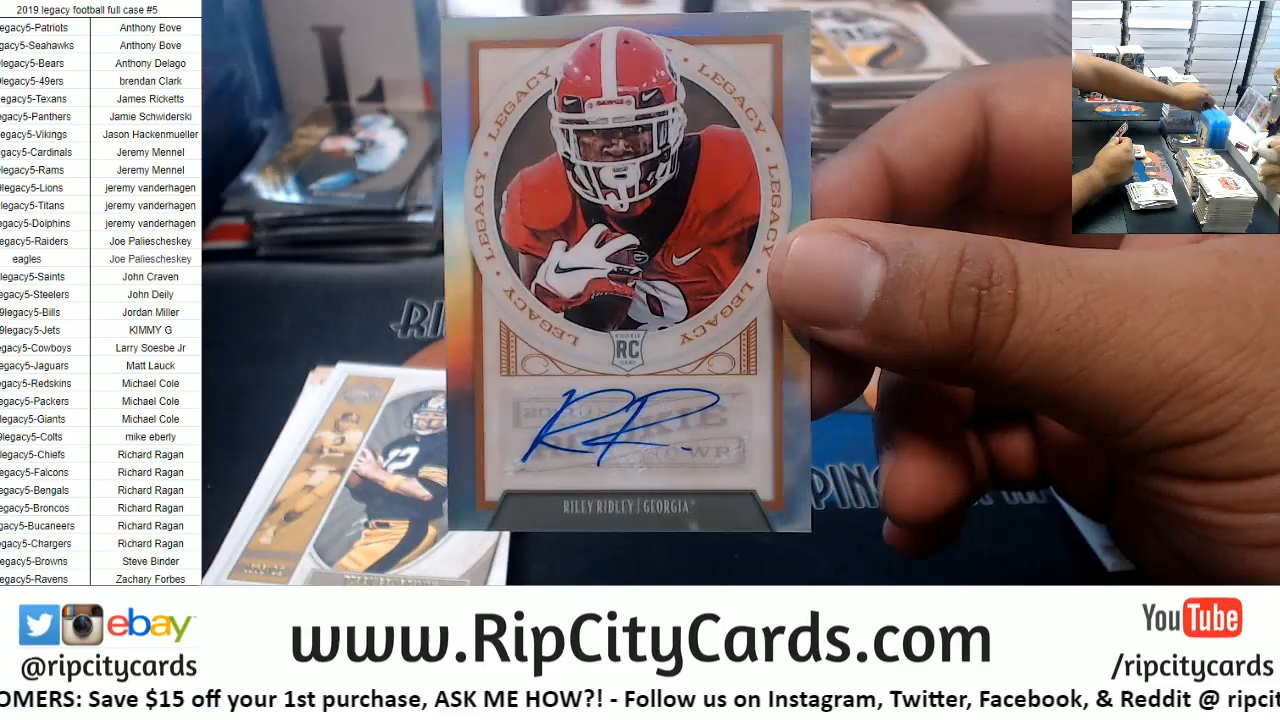 2019 legacy football full case #5
legacy5-Patriots Anthony Bove
legacy5-Seahawks Anthony Bove
legacy5-Bears Anthony Delago
legacy5-49ers brendan Clark
legacy5-Texans James Ricketts
legacy5-Panthers Jamie Schwiderski
legacy5-Vikings Jason Hackenmueller
legacy5-Cardinals Jeremy Mennel
legacy5-Rams Jeremy Mennel
legacy5-Lions jeremy vanderhagen
legacy5-Titans jeremy vanderhagen
legacy5-Dolphins jeremy vanderhagen
legacy5-Raiders Joe Paliescheskey
eagles Joe Paliescheskey
legacy5-Saints John Craven
legacy5-Steelers John Deily
legacy5-Bills Jordan Miller
9legacy5-Jets KIMMY G
legacy5-Cowboys Larry Soesbe Jr
legacy5-Jaguars Matt Lauck
legacy5-Redskins Michael Cole
legacy5-Packers Michael Cole
legacy5-Giants Michael Cole
9legacy5-Colts mike eberly
legacy5-Chiefs Richard Ragan
legacy5-Falcons Richard Ragan
legacy5-Bengals Richard Ragan
legacy5-Broncos Richard Ragan
egacy5-Bucaneers Richard Ragan
legacy5-Chargers Richard Ragan
legacy5-Browns Steve Binder
legacy5-Ravens Zachary Forbes
LEGACY • LEGACY • LEGACY
LEGACY • LEGACY • LEGACY
ROOKIE
RC
CARD
RR
RILEY RIDLEY | GEORGIA
ebay
@ripcitycards
www.RipCityCards.com
YouTube
/ripcitycards
OMERS: Save $15 off your 1st purchase, ASK ME HOW?! - Follow us on Instagram, Twitter, Facebook, & Reddit @ ripcit